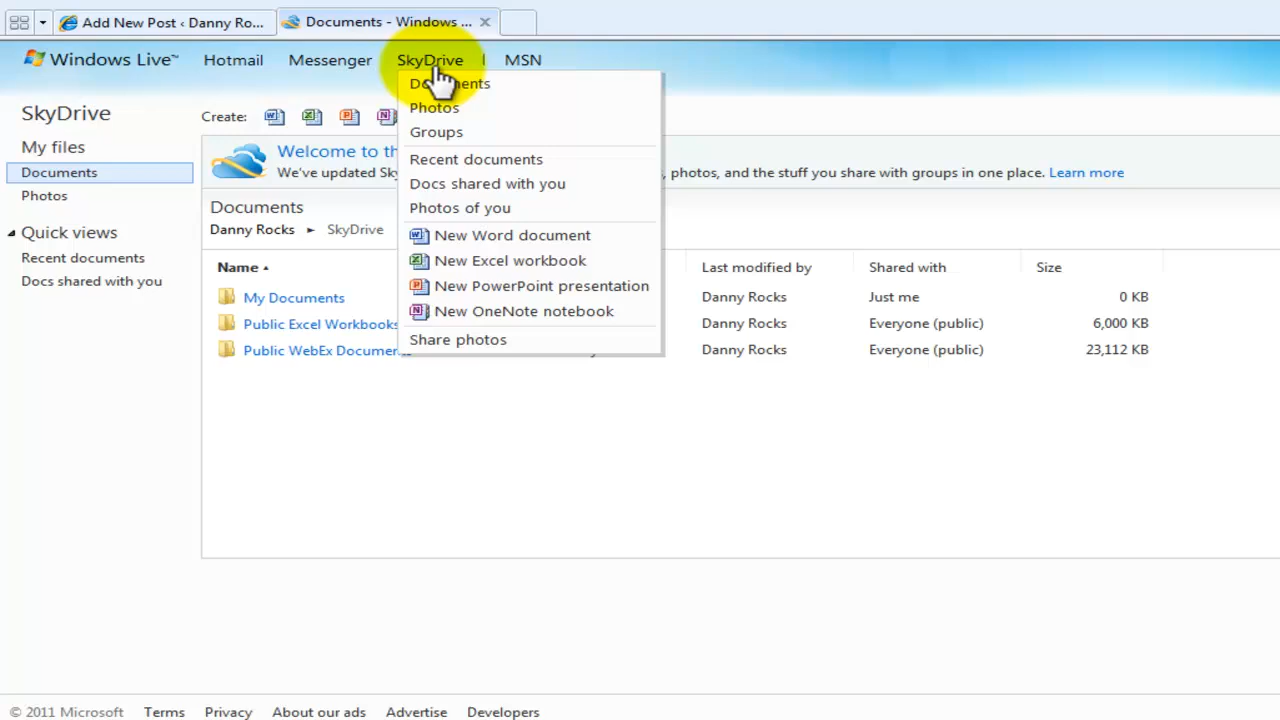 Add New Post ‹ Danny Ro...
Documents - Windows ...
Windows Live™ Hotmail Messenger SkyDrive MSN
SkyDrive
Create:
My files
Documents
Photos
Quick views
Recent documents
Docs shared with you
Documents
Photos
Groups
Recent documents
Docs shared with you
Photos of you
New Word document
New Excel workbook
New PowerPoint presentation
New OneNote notebook
Share photos
Welcome to th
We've updated Sky , photos, and the stuff you share with groups in one place. Learn more
Documents
Danny Rocks ► SkyDrive
Name Last modified by Shared with Size
My Documents Danny Rocks Just me 0 KB
Public Excel Workbooks Danny Rocks Everyone (public) 6,000 KB
Public WebEx Document Danny Rocks Everyone (public) 23,112 KB
© 2011 Microsoft Terms Privacy About our ads Advertise Developers